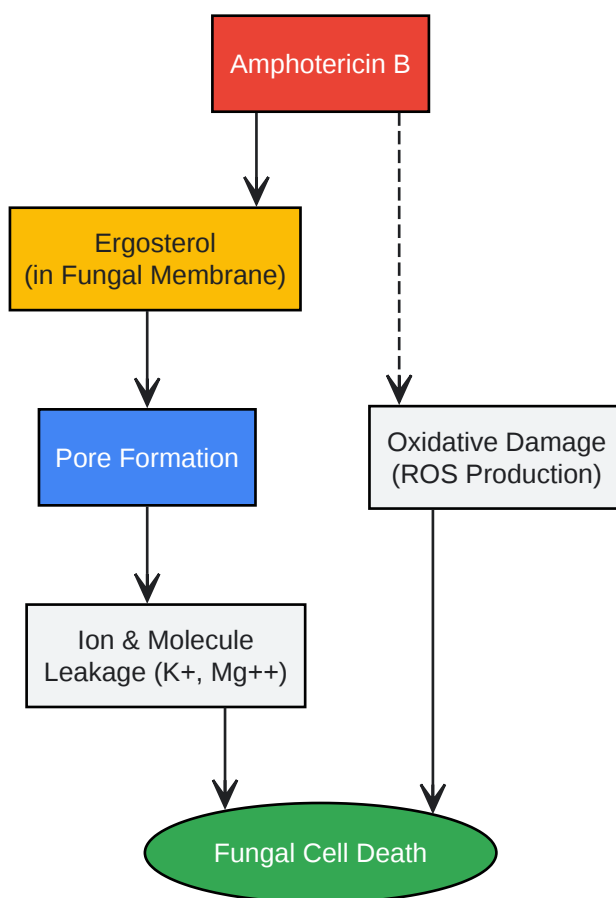 Amphotericin B
Ergosterol
(in Fungal Membrane)
Pore Formation
Oxidative Damage
(ROS Production)
Ion & Molecule
Leakage (K+, Mg++)
Fungal Cell Death